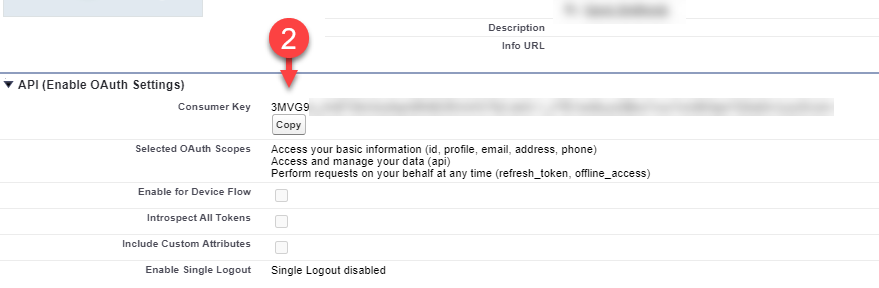 Description
Info URL
2
API (Enable OAuth Settings)
Consumer Key 3MVG9
Copy
Selected OAuth Scopes Access your basic information (id, profile, email, address, phone)
Access and manage your data (api)
Perform requests on your behalf at any time (refresh_token, offline_access)
Enable for Device Flow
Introspect All Tokens
Include Custom Attributes
Enable Single Logout Single Logout disabled